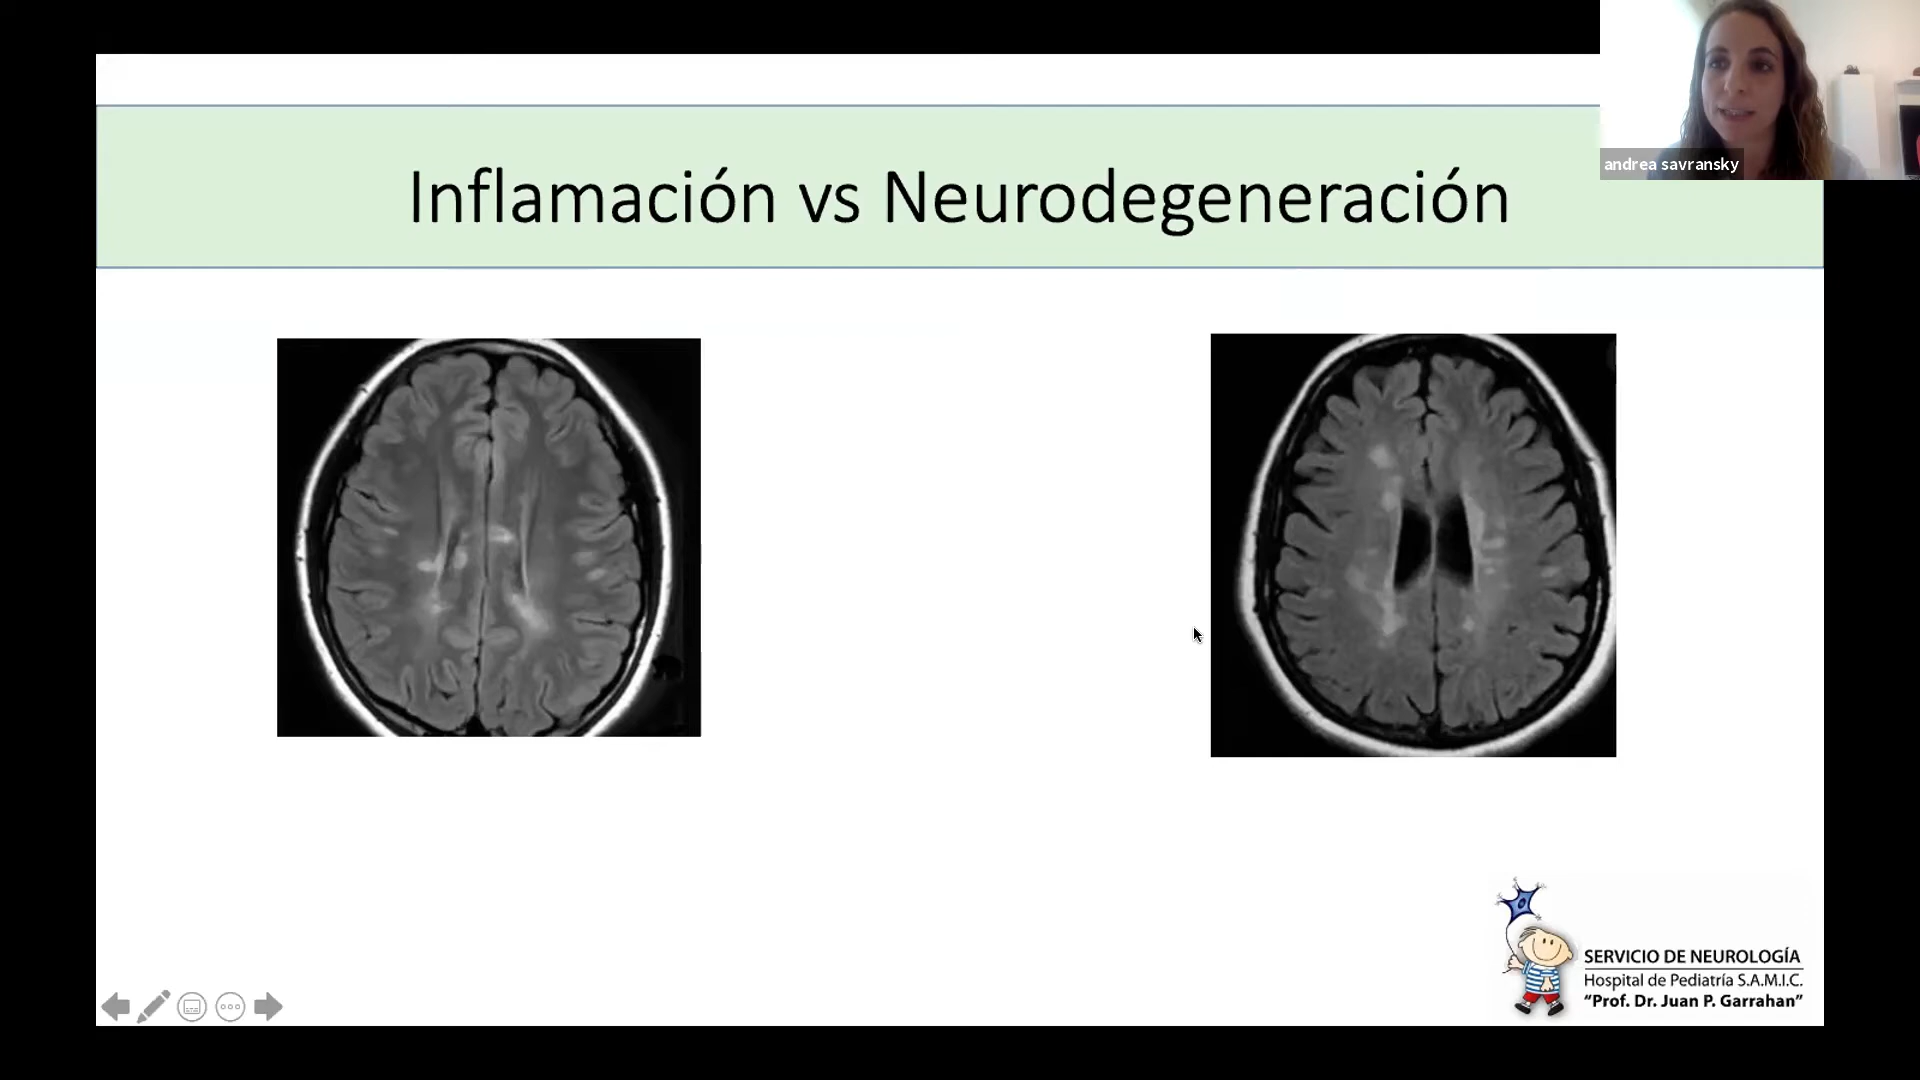 andrea savransky
Inflamación vs Neurodegeneración
SERVICIO DE NEUROLOGÍA
Hospital de Pediatría S.A.M.I.C.
“Prof. Dr. Juan P. Garrahan”